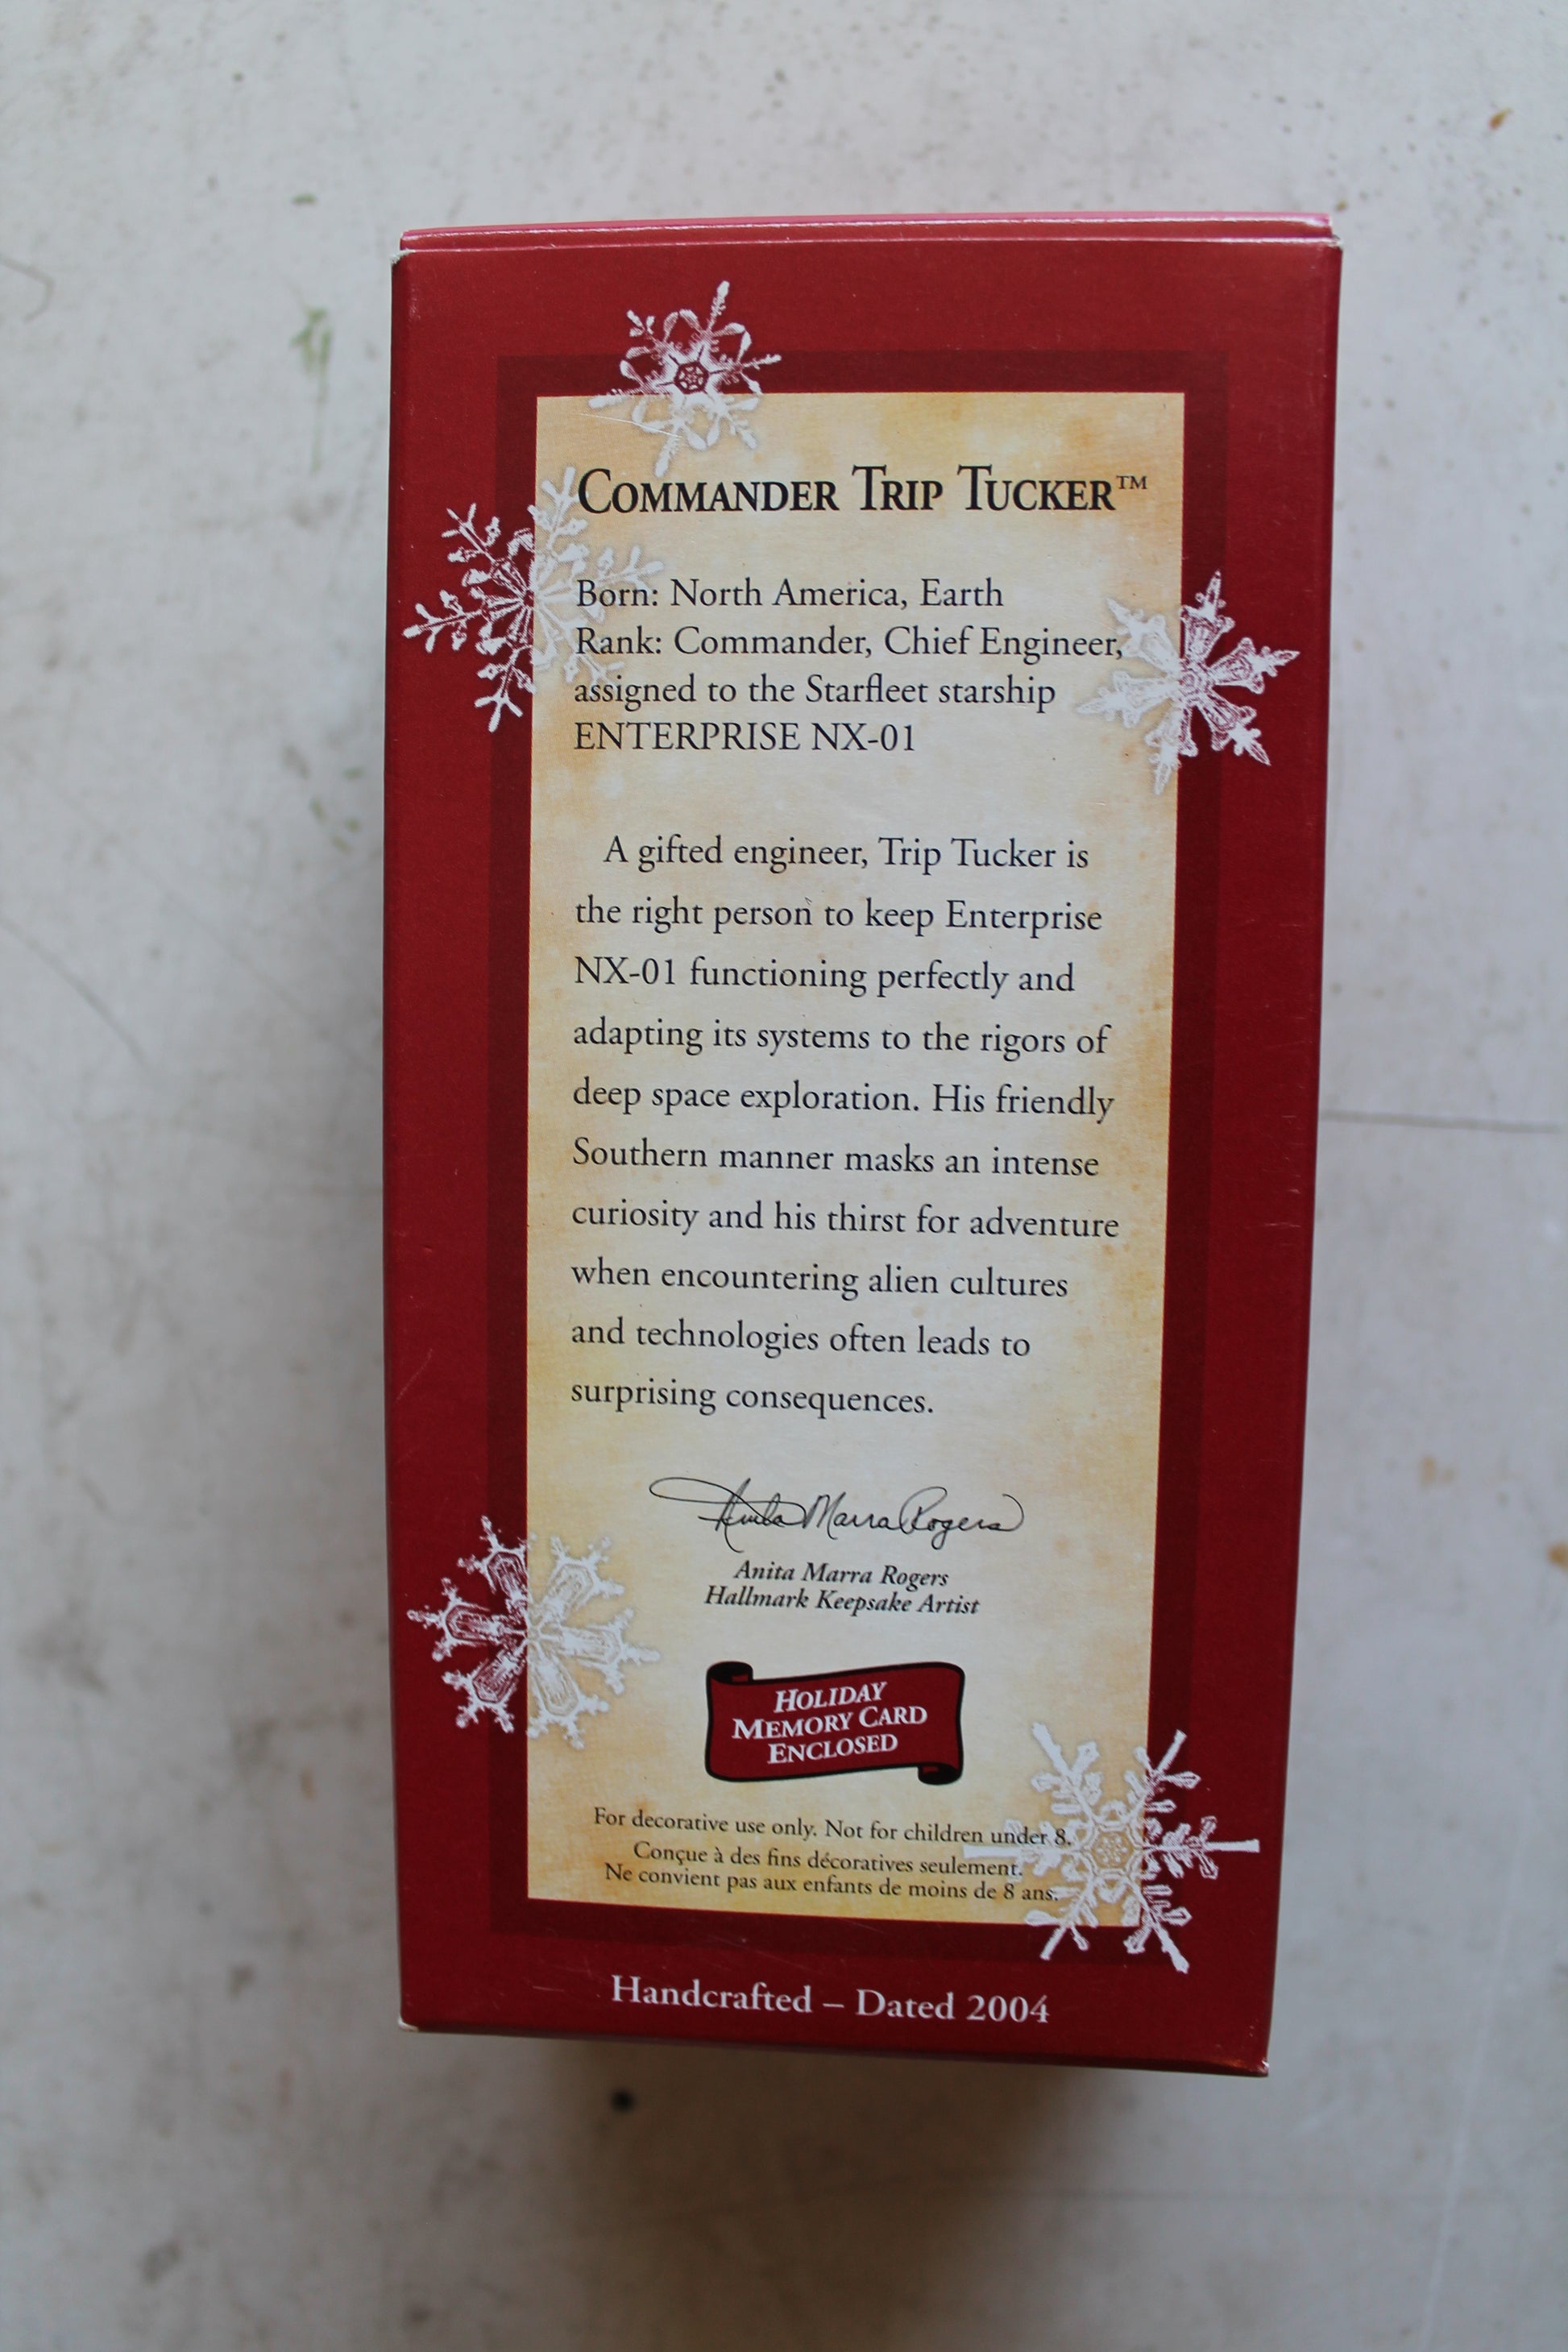 COMMANDER TRIP TUCKER™
Born: North America, Earth
Rank: Commander, Chief Engineer,
assigned to the Starfleet starship
ENTERPRISE NX-01
A gifted engineer, Trip Tucker is
the right person to keep Enterprise
NX-01 functioning perfectly and
adapting its systems to the rigors of
deep space exploration. His friendly
Southern manner masks an intense
curiosity and his thirst for adventure
when encountering alien cultures
and technologies often leads to
surprising consequences.
Anita Marra Rogers
Anita Marra Rogers
Hallmark Keepsake Artist
HOLIDAY
MEMORY CARD
ENCLOSED
For decorative use only. Not for children under 8.
Conçue à des fins décoratives seulement.
Ne convient pas aux enfants de moins de 8 ans.
Handcrafted – Dated 2004